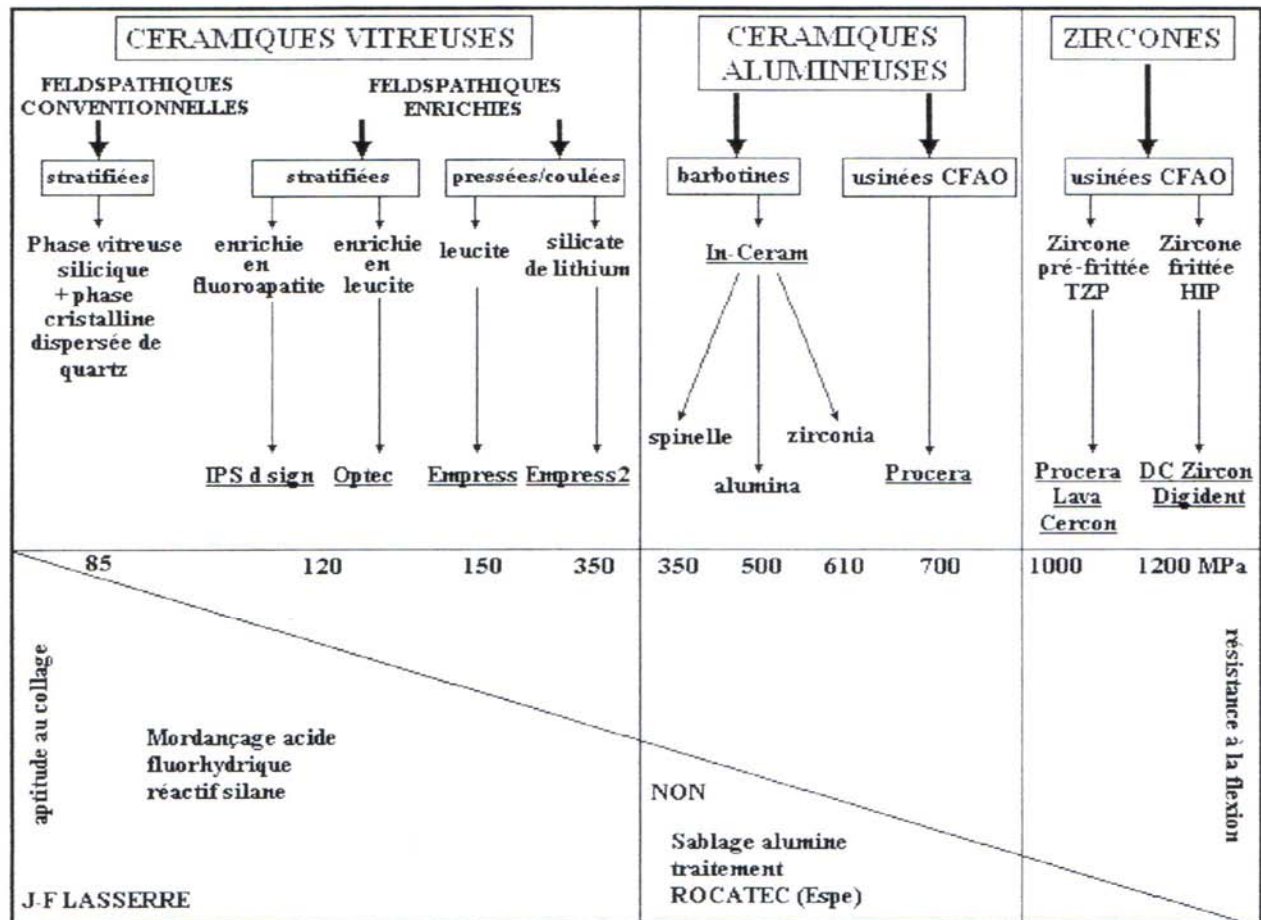 CERAMIQUES VITREUSES
FELDSPATHIQUES
CONVENTIONNELLES
FELDSPATHIQUES
ENRICHIES
stratifiées
stratifiées
pressées/coulées
Phase vitreuse
silicique
+ phase
cristalline
dispersée de
quartz
enrichie
en
fluoroapatite
enrichie
en
leucite
leucite
silicate
de lithium
IPS d sign
Optec
Empress
Empress2
CERAMIQUES
ALUMINEUSES
barbotines
usinées CFAO
In-Ceram
spinelle
alumina
zirconia
Procera
ZIRCONES
usinées CFAO
Zircone
pré-frittée
TZP
Zircone
frittée
HIP
Procera
Lava
Cercon
DC Zircon
Digident
85 120 150 350 350 500 610 700 1000 1200 MPa
aptitude au collage
Mordançage acide
fluorhydrique
réactif silane
NON
Sablage alumine
traitement
ROCATEC (Espe)
résistance à la flexion
J-F LASSERRE